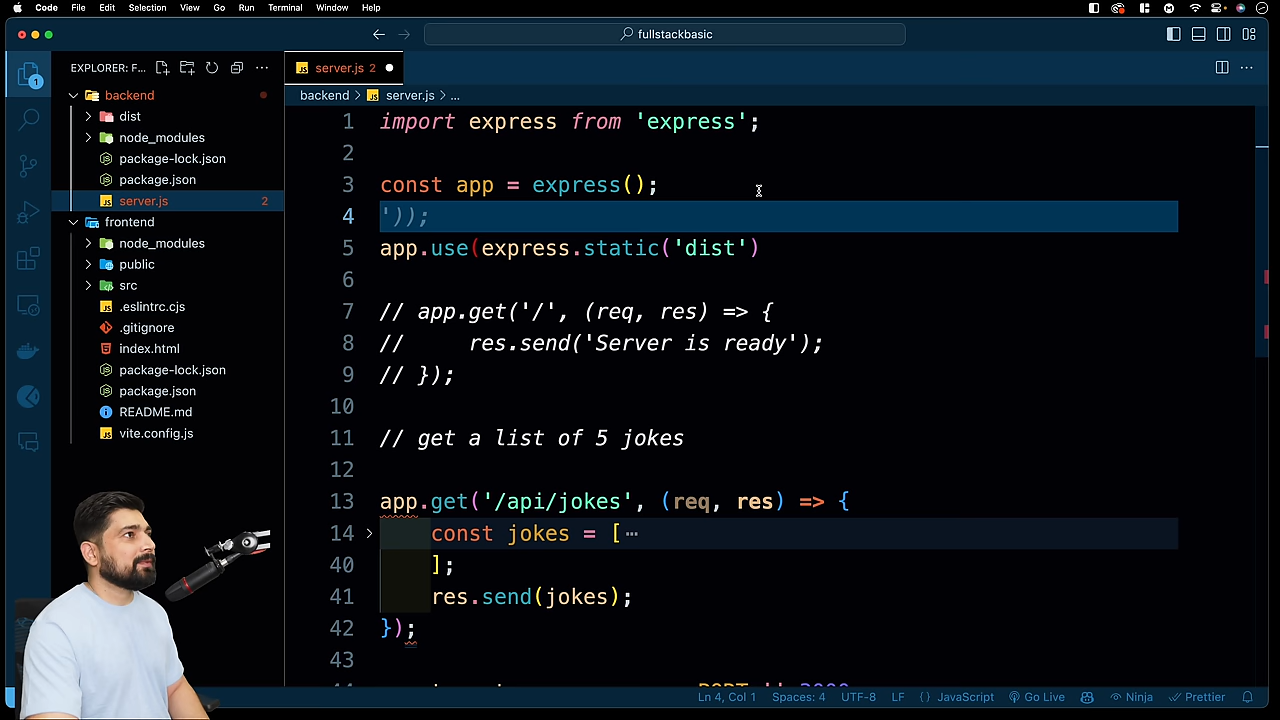 Code File Edit Selection View Go Run Terminal Window Help
fullstackbasic
EXPLORER: F...
server.js 2
backend
backend > server.js > ...
dist
node_modules
package-lock.json
package.json
server.js 2
frontend
node_modules
public
src
.eslintrc.cjs
.gitignore
index.html
package-lock.json
package.json
README.md
vite.config.js
1 import express from 'express';
2
3 const app = express();
4 '));
5 app.use(express.static('dist')
6
7 // app.get('/', (req, res) => {
8 //     res.send('Server is ready');
9 // });
10
11 // get a list of 5 jokes
12
13 app.get('/api/jokes', (req, res) => {
14     const jokes = [ ⋯
40     ];
41     res.send(jokes);
42 });
43
Ln 4, Col 1 Spaces: 4 UTF-8 LF {} JavaScript Go Live Ninja Prettier
1